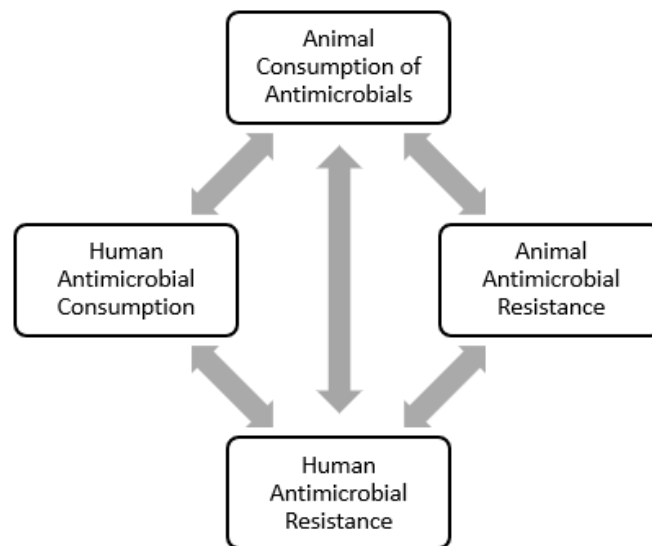 Animal
Consumption of
Antimicrobials
Human
Antimicrobial
Consumption
Animal
Antimicrobial
Resistance
Human
Antimicrobial
Resistance